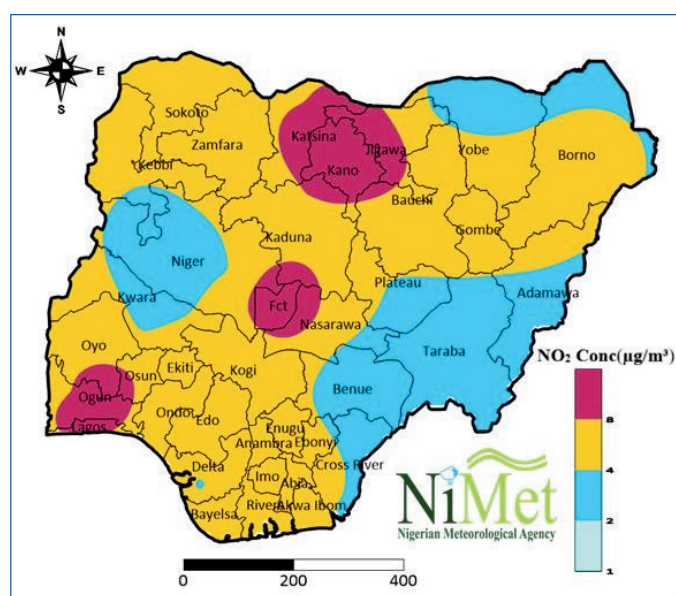 N
W E
S
Sokoto
Katsina
Zamfara
Jigawa
Yobe
Kebbi
Kano
Borno
Bauchi
Gombe
Kaduna
Niger
Plateau
Adamawa
Kwara
Fct
Nasarawa
Taraba
Oyo
Ekiti
Kogi
Osun
Benue
Ogun
Ondo
Edo
Enugu
Lagos
Anambra
Ebonyi
Delta
Imo
Abia
Cross River
Bayelsa
Rivers
Akwa Ibom
NO₂ Conc(µg/m³)
8
4
2
1
NiMet
Nigerian Meteorological Agency
0 200 400